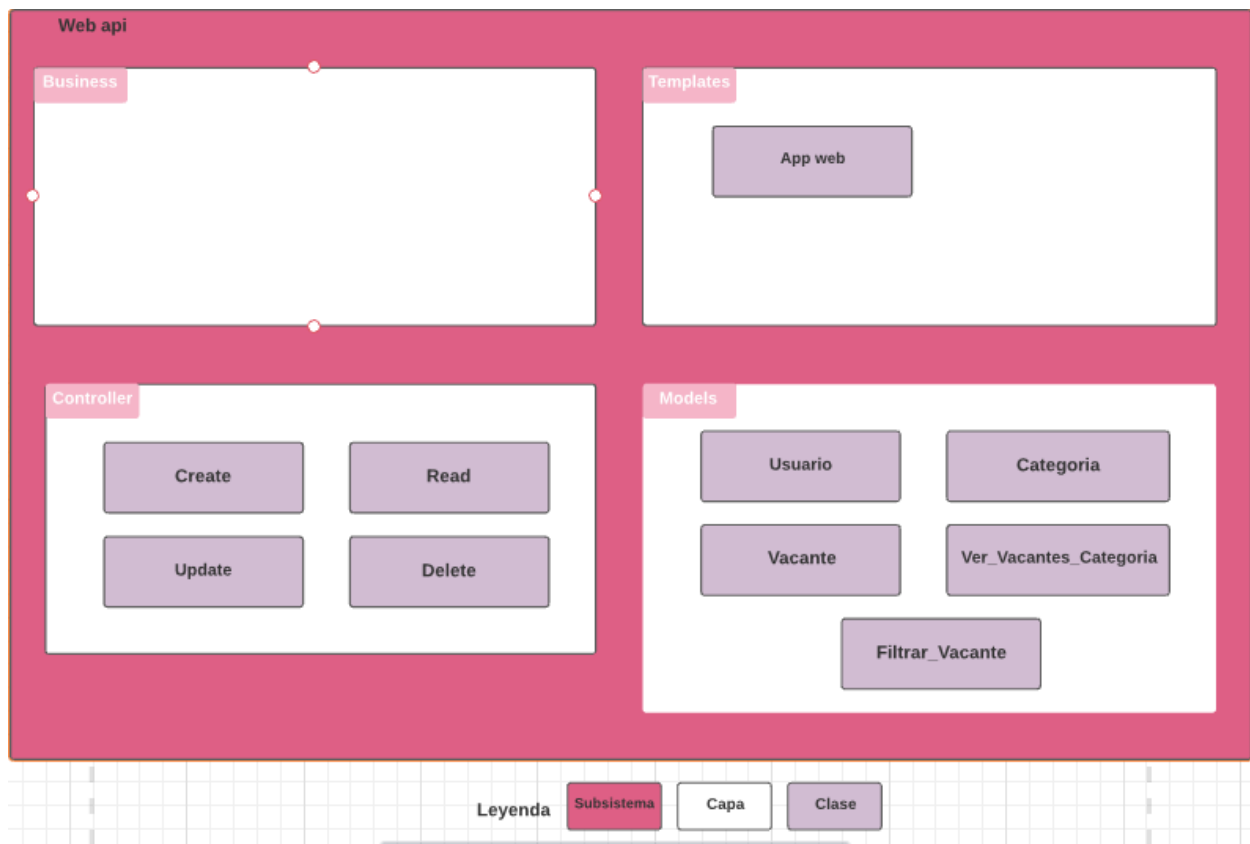 Web api
Business
Templates
App web
Controller
Create
Read
Update
Delete
Models
Usuario
Categoria
Vacante
Ver_Vacantes_Categoria
Filtrar_Vacante
Leyenda
Subsistema
Capa
Clase